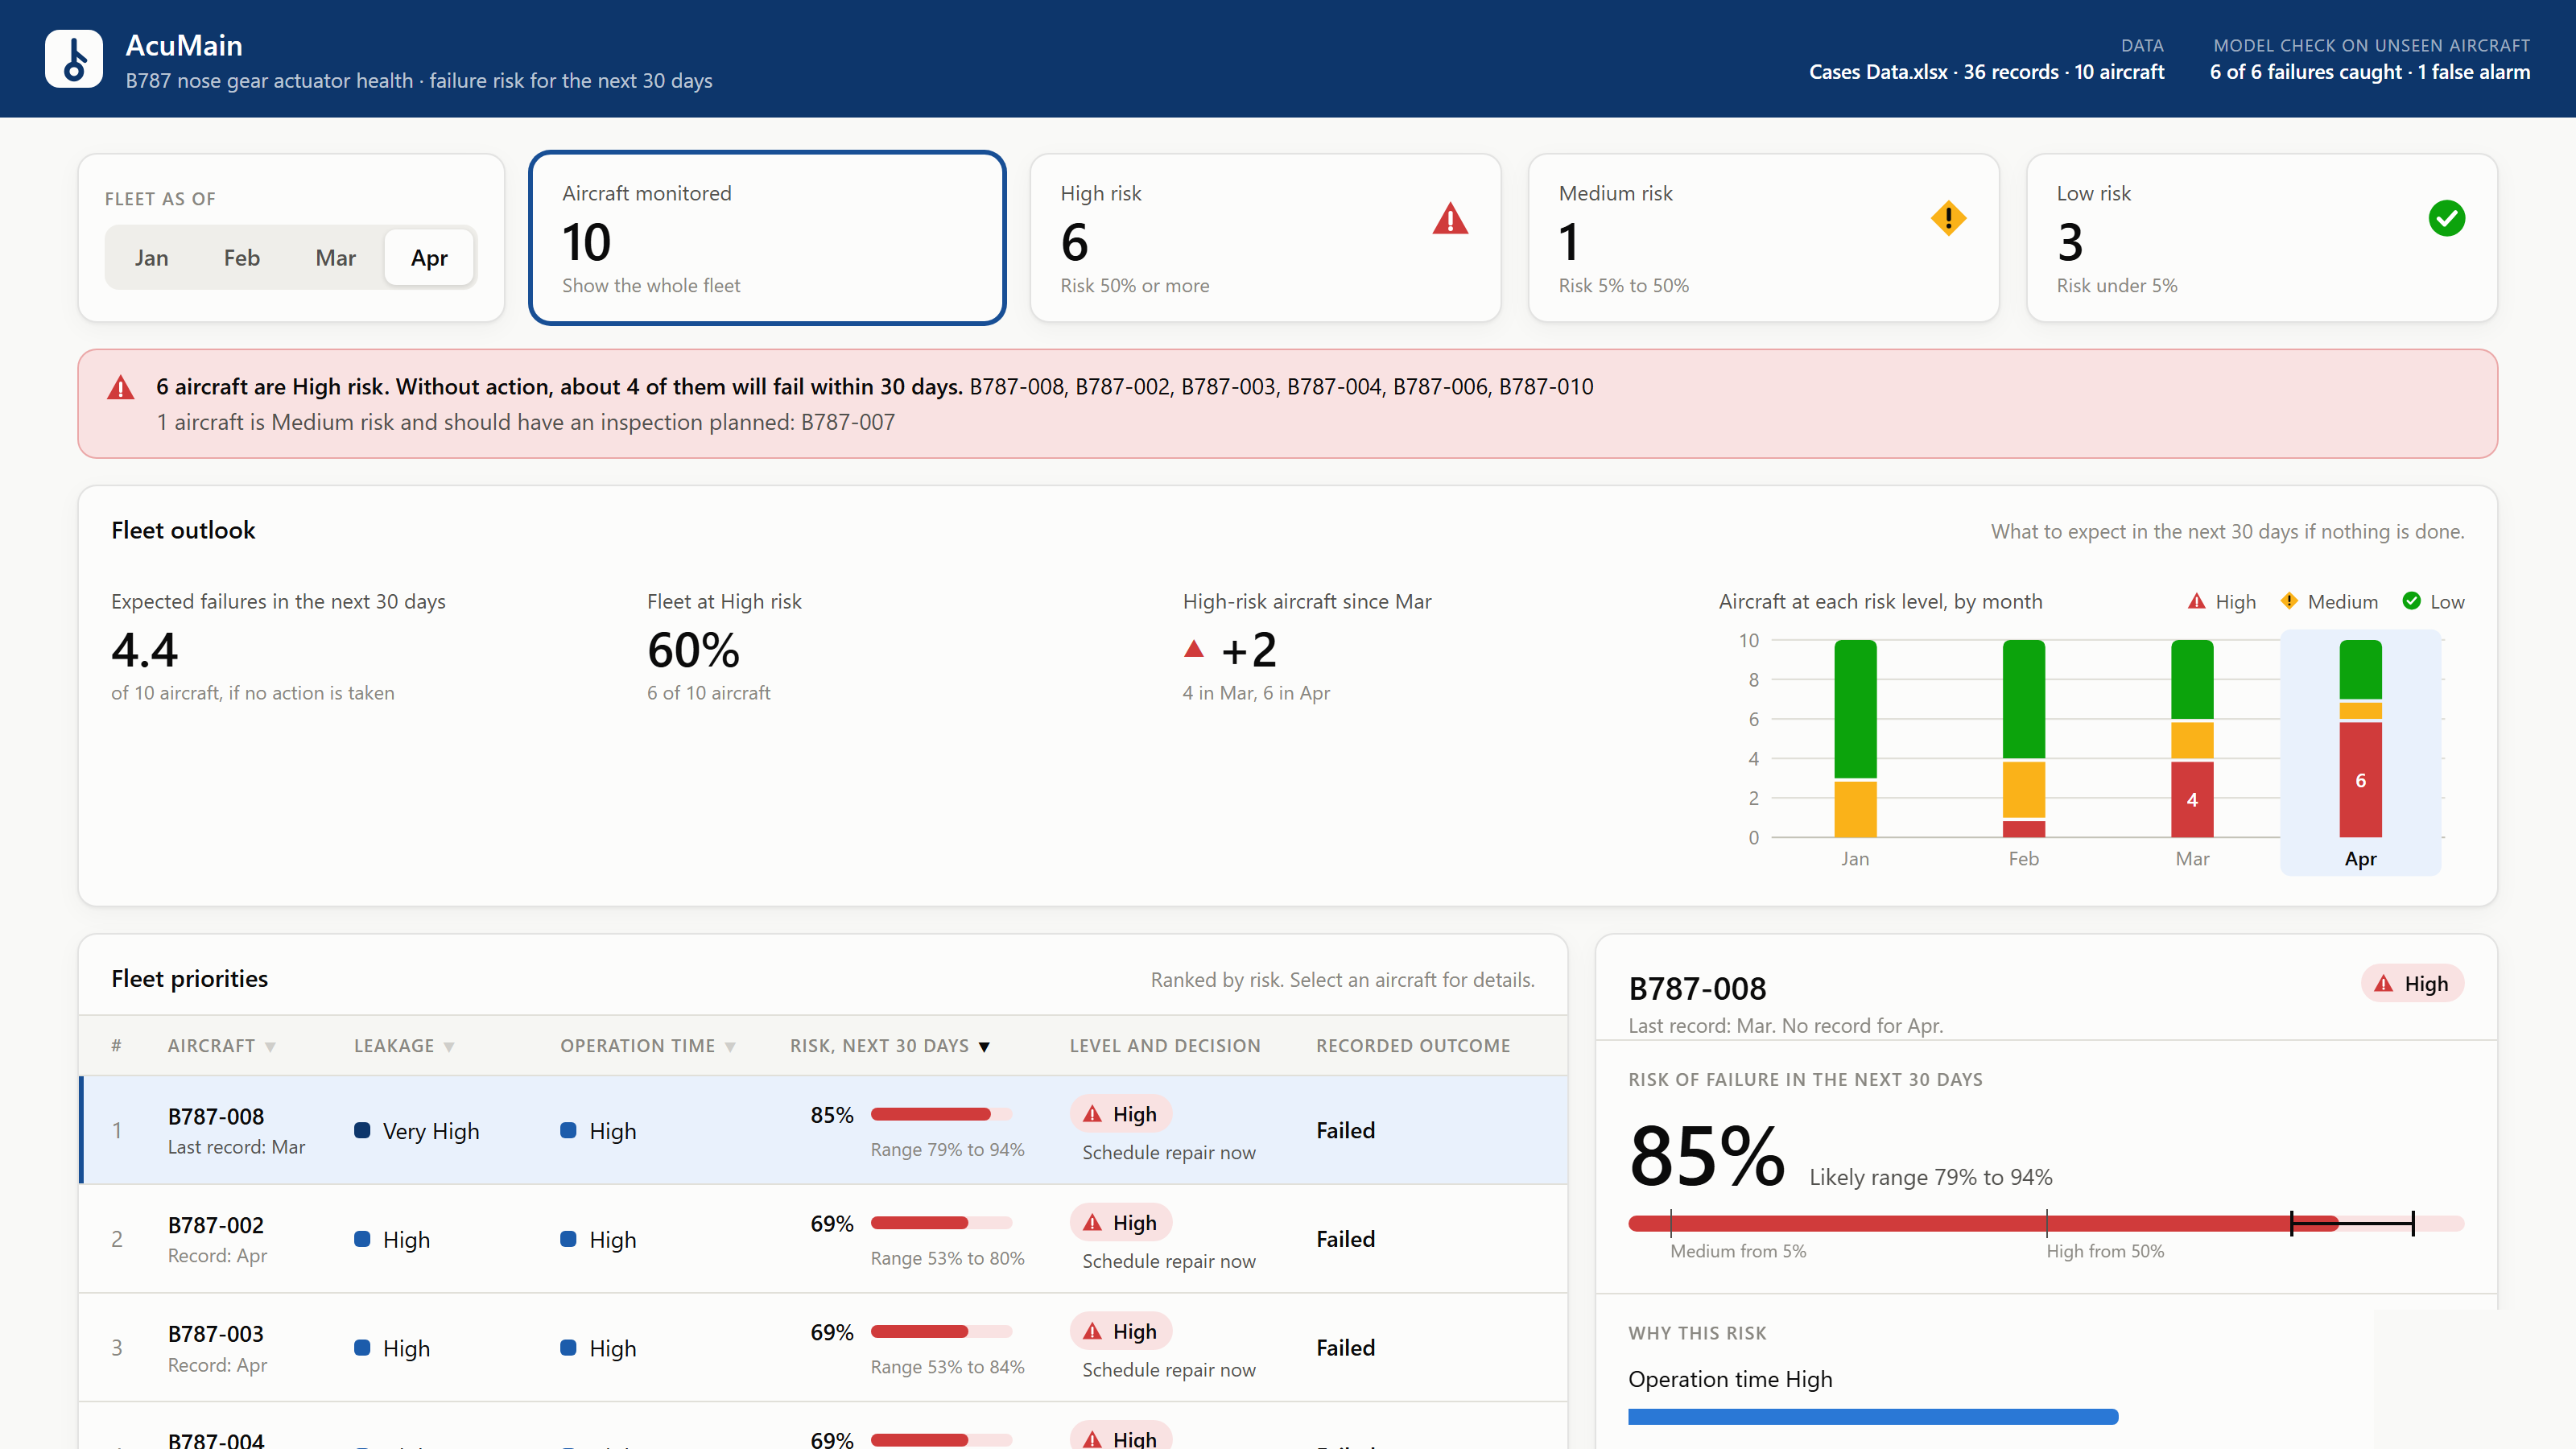 AcuMain
B787 nose gear actuator health · failure risk for the next 30 days
DATA
Cases Data.xlsx · 36 records · 10 aircraft
MODEL CHECK ON UNSEEN AIRCRAFT
6 of 6 failures caught · 1 false alarm
FLEET AS OF
Jan Feb Mar Apr
Aircraft monitored
10
Show the whole fleet
High risk
6
Risk 50% or more
Medium risk
1
Risk 5% to 50%
Low risk
3
Risk under 5%
6 aircraft are High risk. Without action, about 4 of them will fail within 30 days. B787-008, B787-002, B787-003, B787-004, B787-006, B787-010
1 aircraft is Medium risk and should have an inspection planned: B787-007
Fleet outlook
What to expect in the next 30 days if nothing is done.
Expected failures in the next 30 days
4.4
of 10 aircraft, if no action is taken
Fleet at High risk
60%
6 of 10 aircraft
High-risk aircraft since Mar
+2
4 in Mar, 6 in Apr
Aircraft at each risk level, by month
High Medium Low
10
8
6
4
2
0
4
6
Jan Feb Mar Apr
Fleet priorities
Ranked by risk. Select an aircraft for details.
# AIRCRAFT LEAKAGE OPERATION TIME RISK, NEXT 30 DAYS LEVEL AND DECISION RECORDED OUTCOME
1 B787-008 Very High High 85% High Failed
Last record: Mar Range 79% to 94% Schedule repair now
2 B787-002 High High 69% High Failed
Record: Apr Range 53% to 80% Schedule repair now
3 B787-003 High High 69% High Failed
Record: Apr Range 53% to 84% Schedule repair now
B787-004 69% High
B787-008
High
Last record: Mar. No record for Apr.
RISK OF FAILURE IN THE NEXT 30 DAYS
85% Likely range 79% to 94%
Medium from 5% High from 50%
WHY THIS RISK
Operation time High